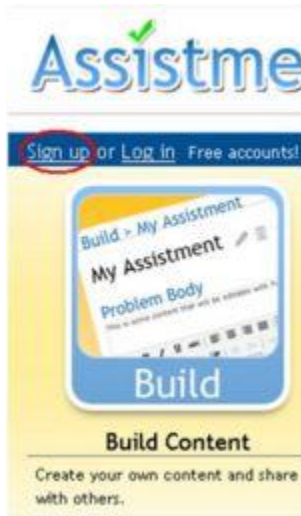 Assistme
Sign up or Log in Free accounts!
Build > My Assistment
My Assistment
Problem Body
Build
Build Content
Create your own content and share
with others.